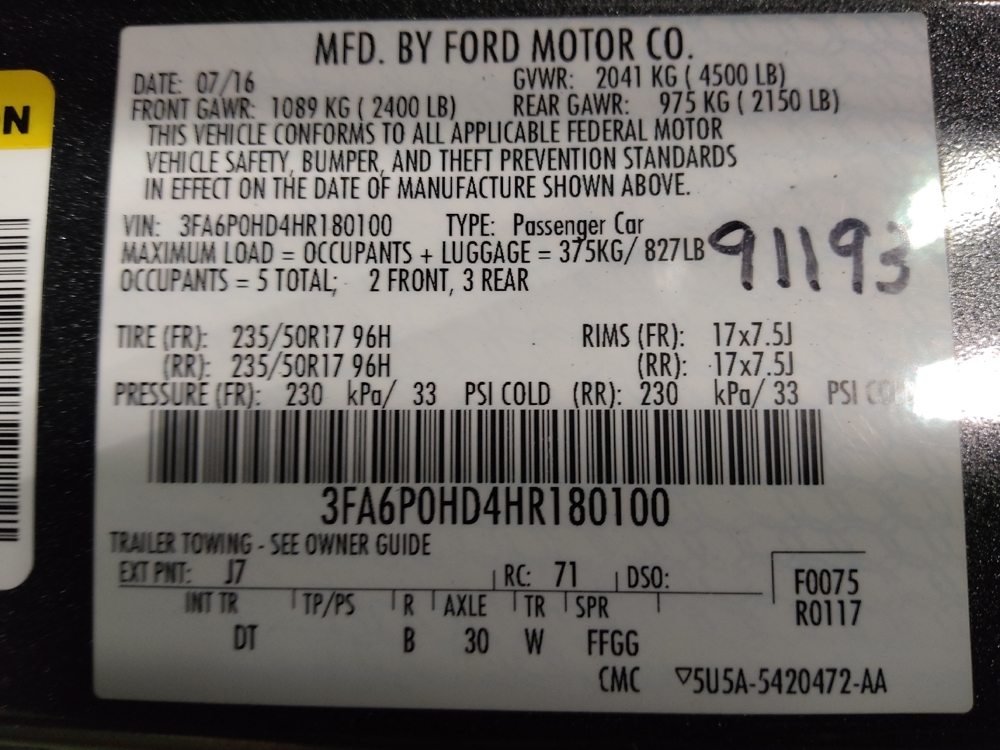 ON
MFD. BY FORD MOTOR CO.
DATE: 07/16 GVWR: 2041 KG ( 4500 LB)
FRONT GAWR: 1089 KG ( 2400 LB) REAR GAWR: 975 KG ( 2150 LB)
THIS VEHICLE CONFORMS TO ALL APPLICABLE FEDERAL MOTOR
VEHICLE SAFETY, BUMPER, AND THEFT PREVENTION STANDARDS
IN EFFECT ON THE DATE OF MANUFACTURE SHOWN ABOVE.
VIN: 3FA6P0HD4HR180100 TYPE: Passenger Car
MAXIMUM LOAD = OCCUPANTS + LUGGAGE = 375KG/ 827LB
91193
OCCUPANTS = 5 TOTAL; 2 FRONT, 3 REAR
TIRE (FR): 235/50R17 96H RIMS (FR): 17x7.5J
(RR): 235/50R17 96H (RR): 17x7.5J
PRESSURE (FR): 230 kPa/ 33 PSI COLD (RR): 230 kPa/ 33 PSI COLD
3FA6P0HD4HR180100
TRAILER TOWING - SEE OWNER GUIDE
EXT PNT: J7 RC: 71 DSO:
F0075
INT TR TP/PS R AXLE TR SPR
R0117
DT B 30 W FFGG
CMC ▽5U5A-5420472-AA